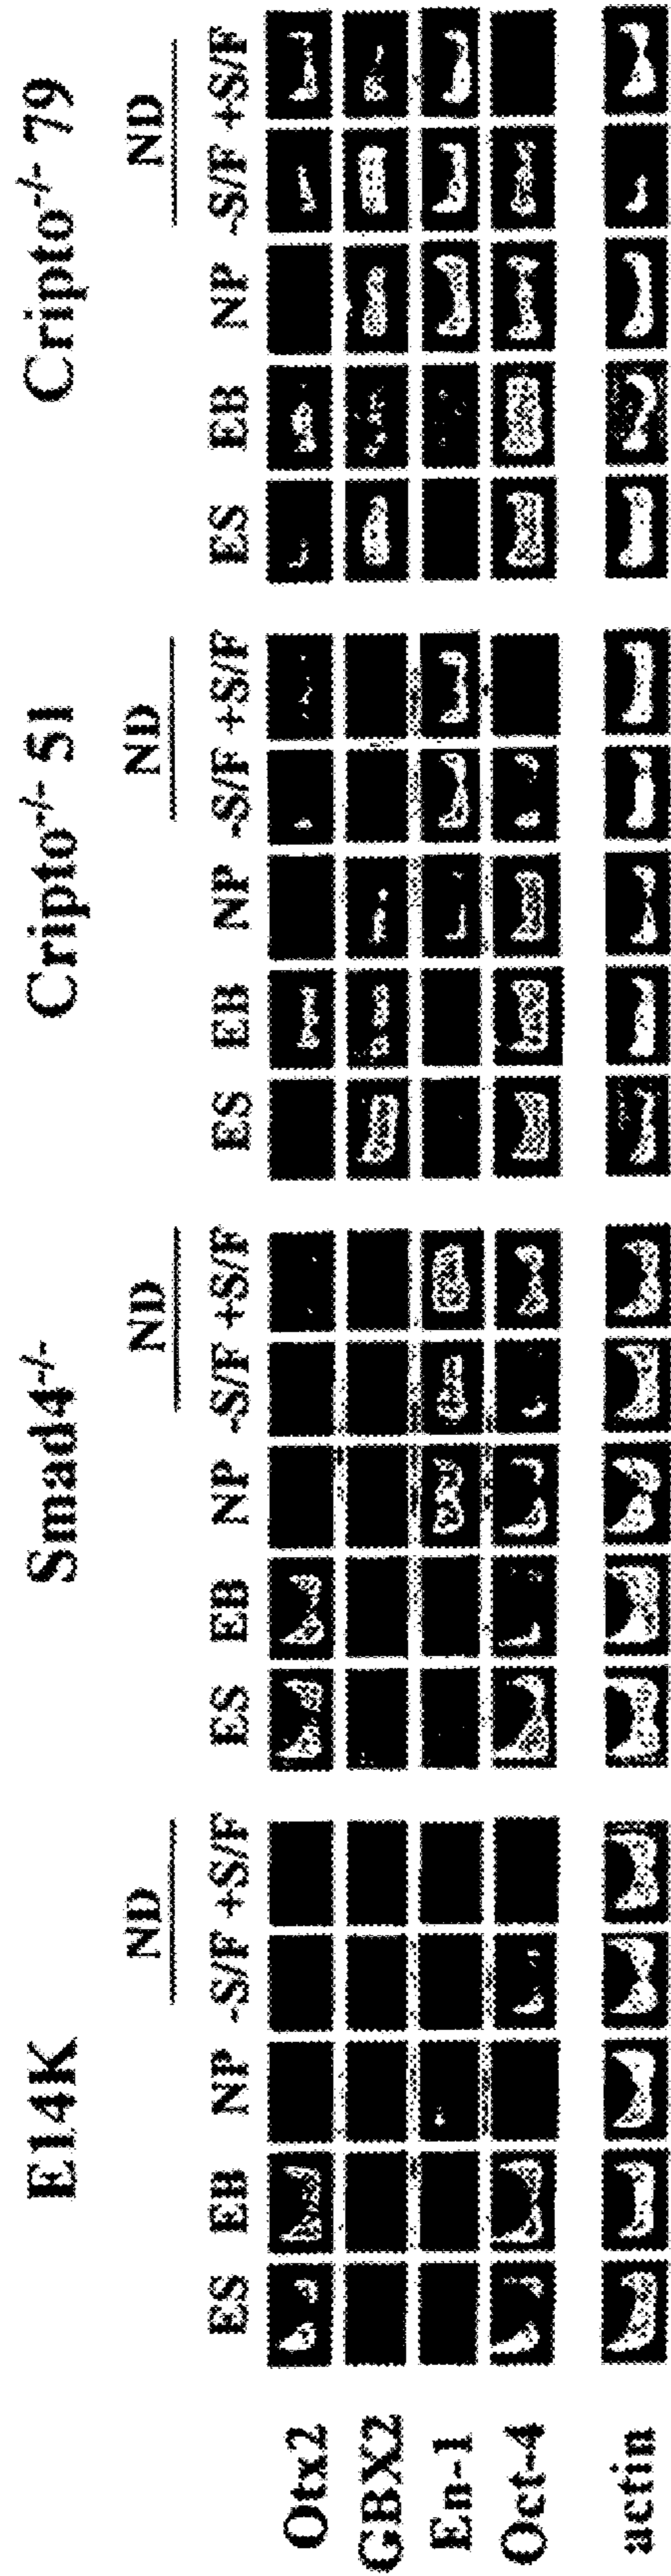 E14K Smad4-/- Cripto-/- 51 Cripto-/- 79
ND ND ND ND
ES EB NP -S/F +S/F ES EB NP -S/F +S/F ES EB NP -S/F +S/F ES EB NP -S/F +S/F
Otx2
GBX2
En-1
Oct-4
actin